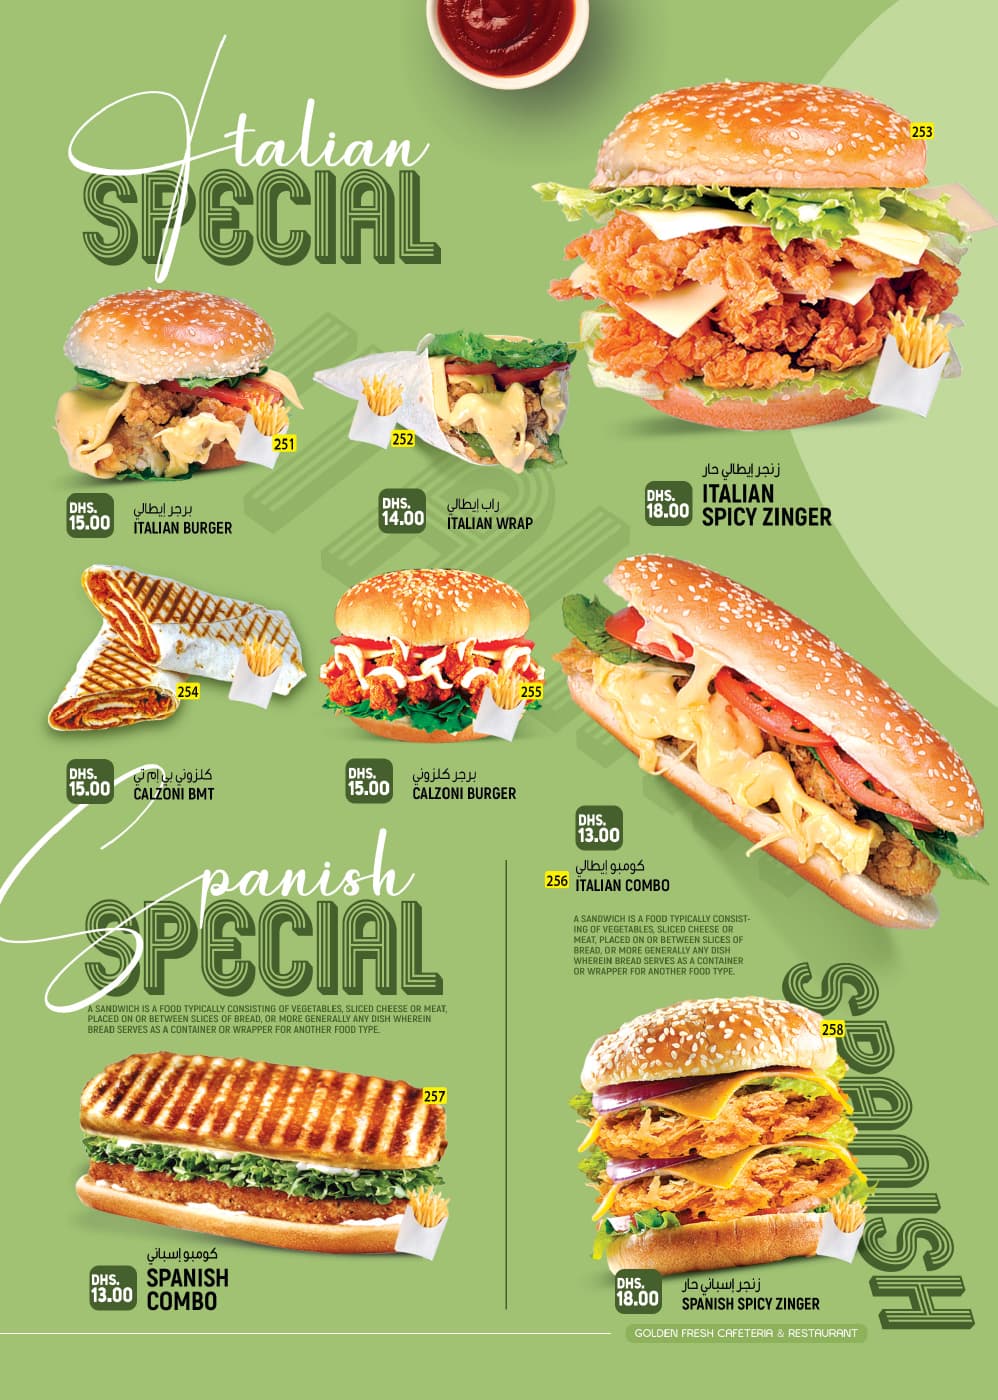 Italian
SPECIAL
253
251
252
DHS.
15.00
برجر إيطالي
ITALIAN BURGER
DHS.
14.00
راب إيطالي
ITALIAN WRAP
DHS.
18.00
زنجر إيطالي حار
ITALIAN
SPICY ZINGER
254
255
DHS.
15.00
كلزوني بي إم تي
CALZONI BMT
DHS.
15.00
برجر كلزوني
CALZONI BURGER
DHS.
13.00
كومبو إيطالي
256
ITALIAN COMBO
A SANDWICH IS A FOOD TYPICALLY CONSIST-
ING OF VEGETABLES, SLICED CHEESE OR
MEAT, PLACED ON OR BETWEEN SLICES OF
BREAD, OR MORE GENERALLY ANY DISH
WHEREIN BREAD SERVES AS A CONTAINER
OR WRAPPER FOR ANOTHER FOOD TYPE.
Spanish
SPECIAL
A SANDWICH IS A FOOD TYPICALLY CONSISTING OF VEGETABLES, SLICED CHEESE OR MEAT,
PLACED ON OR BETWEEN SLICES OF BREAD, OR MORE GENERALLY ANY DISH WHEREIN
BREAD SERVES AS A CONTAINER OR WRAPPER FOR ANOTHER FOOD TYPE.
257
258
SPANISH
DHS.
13.00
كومبو إسباني
SPANISH
COMBO
DHS.
18.00
زنجر إسباني حار
SPANISH SPICY ZINGER
GOLDEN FRESH CAFETERIA & RESTAURANT